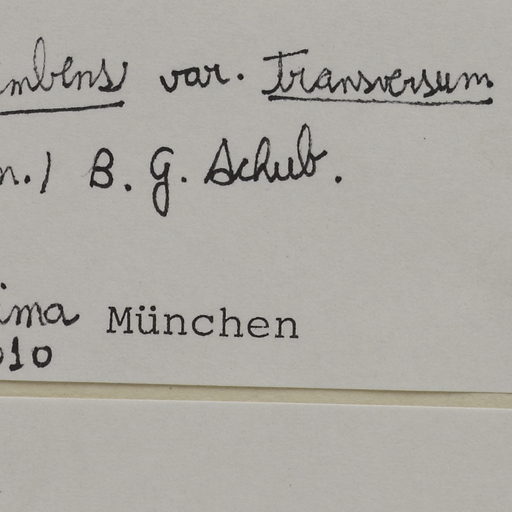 mbens var. transversum
n.) B. G. Schub.
ima München
010